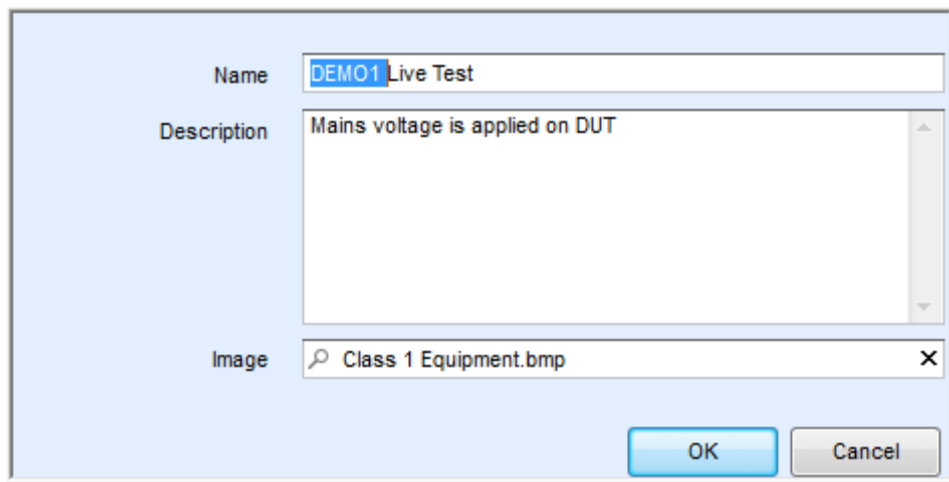 Name DEMO1 Live Test
Description Mains voltage is applied on DUT
Image Class 1 Equipment.bmp
OK Cancel